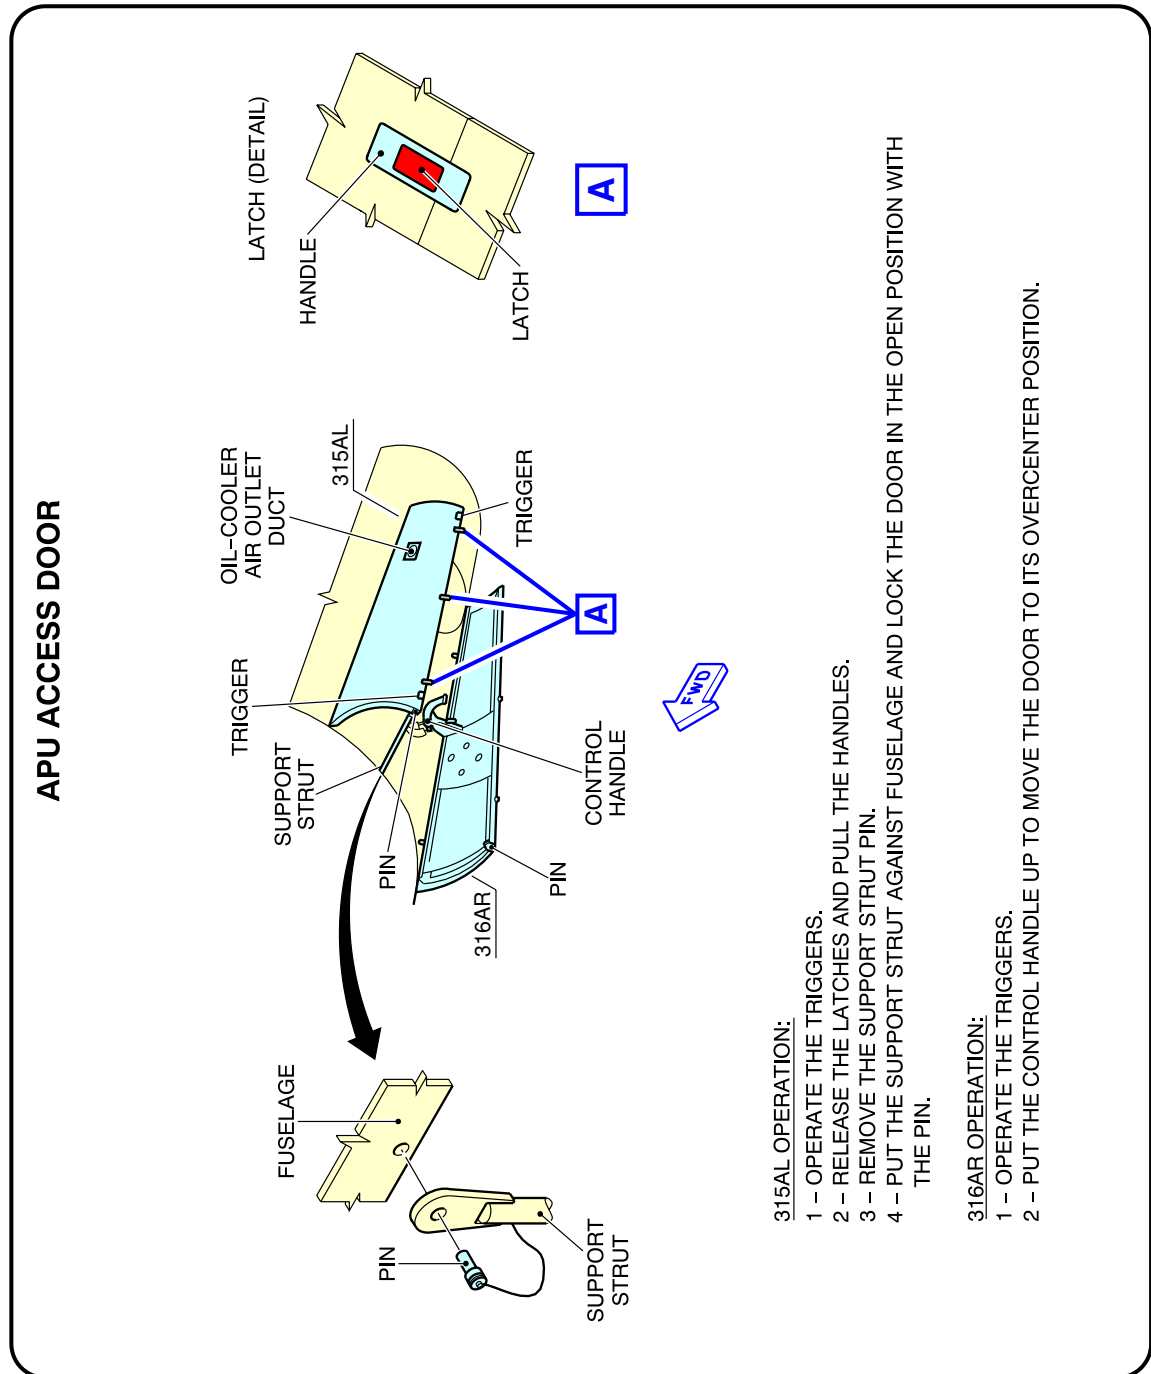 APU ACCESS DOOR
FUSELAGE
PIN
SUPPORT
STRUT
OIL–COOLER
AIR OUTLET
DUCT
315AL
TRIGGER
TRIGGER
SUPPORT
STRUT
PIN
316AR
PIN
CONTROL
HANDLE
A
FWD
LATCH (DETAIL)
HANDLE
LATCH
A
315AL OPERATION:
1 – OPERATE THE TRIGGERS.
2 – RELEASE THE LATCHES AND PULL THE HANDLES.
3 – REMOVE THE SUPPORT STRUT PIN.
4 – PUT THE SUPPORT STRUT AGAINST FUSELAGE AND LOCK THE DOOR IN THE OPEN POSITION WITH
THE PIN.
316AR OPERATION:
1 – OPERATE THE TRIGGERS.
2 – PUT THE CONTROL HANDLE UP TO MOVE THE DOOR TO ITS OVERCENTER POSITION.